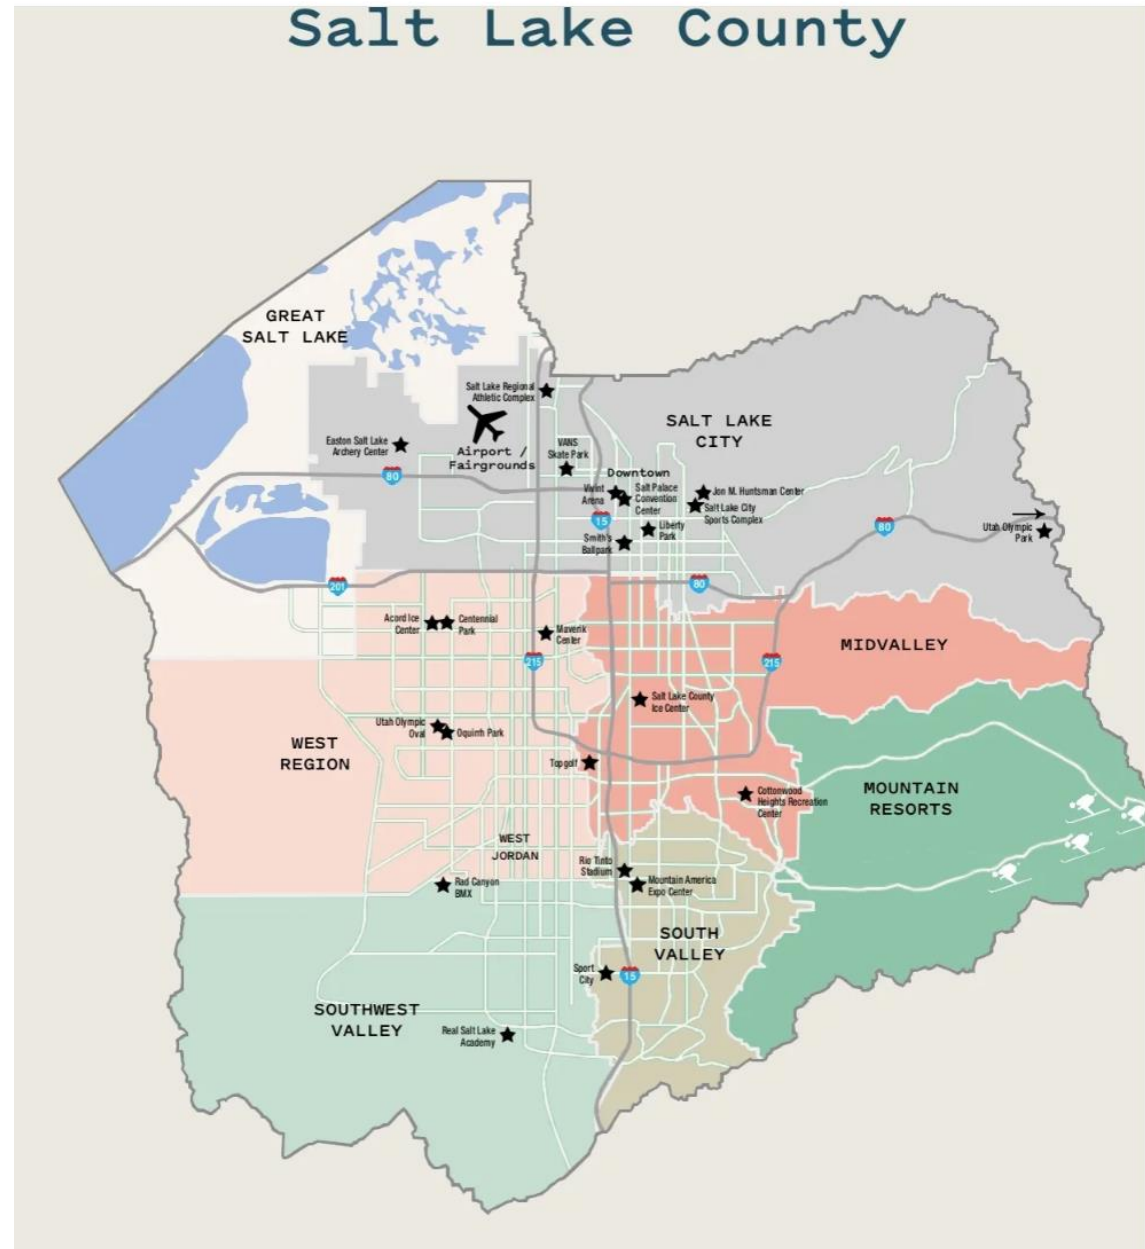 Salt Lake County
GREAT
SALT LAKE
Salt Lake Regional
Athletic Complex
Easton Salt Lake
Archery Center
Airport /
Fairgrounds
VANS
Skate Park
SALT LAKE
CITY
80
Downtown
Vivint
Arena
Salt Palace
Convention
Center
Jon M. Huntsman Center
Salt Lake City
Sports Complex
15
Liberty
Park
Smith's
Ballpark
80
Utah Olympic
Park
201
80
Acord Ice
Center
Centennial
Park
Maverik
Center
MIDVALLEY
215
215
Salt Lake County
Ice Center
Utah Olympic
Oval
Oquirrh Park
WEST
REGION
Topgolf
MOUNTAIN
RESORTS
Cottonwood
Heights Recreation
Center
WEST
JORDAN
Rio Tinto
Stadium
Rad Canyon
BMX
Mountain America
Expo Center
SOUTH
VALLEY
Sport
City
15
SOUTHWEST
VALLEY
Real Salt Lake
Academy